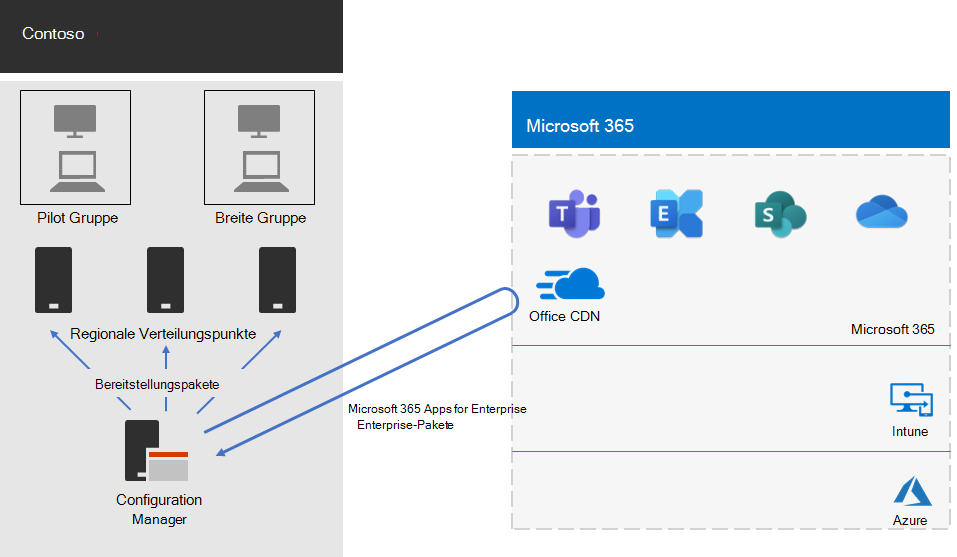 Contoso
Pilot Gruppe
Breite Gruppe
Regionale Verteilungspunkte
Bereitstellungspakete
Configuration
Manager
Microsoft 365 Apps for Enterprise
Enterprise-Pakete
Microsoft 365
T
E
S
Office CDN
Microsoft 365
Intune
Azure